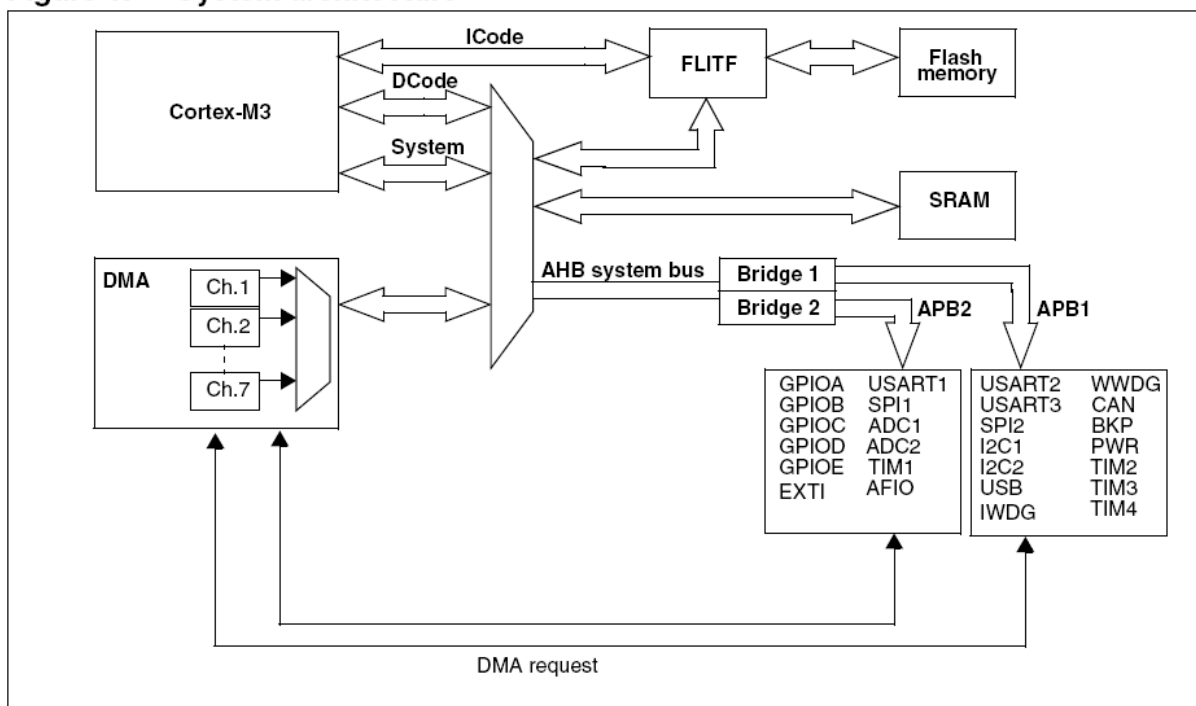 ICode
FLITF
Flash
memory
DCode
Cortex-M3
System
SRAM
DMA
Ch.1
Ch.2
Ch.7
AHB system bus
Bridge 1
Bridge 2
APB2
APB1
GPIOA USART1
GPIOB SPI1
GPIOC ADC1
GPIOD ADC2
GPIOE TIM1
EXTI AFIO
USART2 WWDG
USART3 CAN
SPI2 BKP
I2C1 PWR
I2C2 TIM2
USB TIM3
IWDG TIM4
DMA request